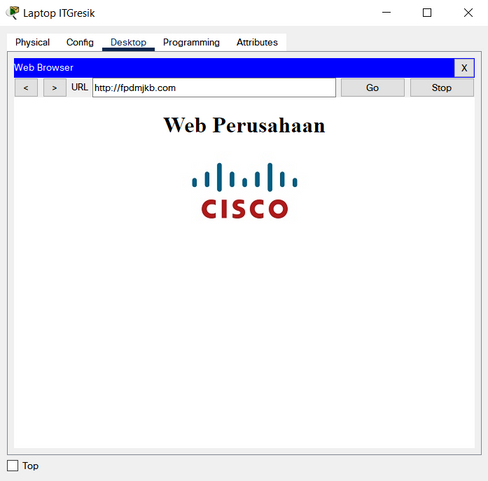 Laptop ITGresik
Physical Config Desktop Programming Attributes
Web Browser X
< > URL http://fpdmjkb.com Go Stop
Web Perusahaan
CISCO
Top